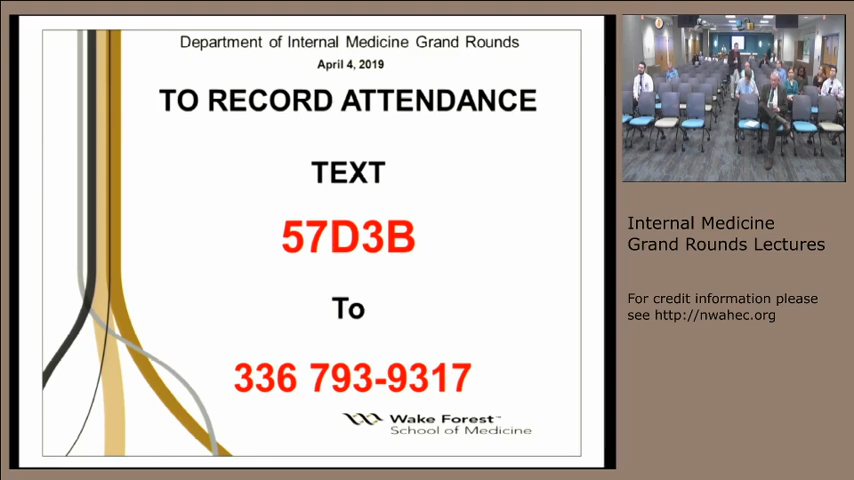 Department of Internal Medicine Grand Rounds
April 4, 2019
TO RECORD ATTENDANCE
TEXT
57D3B
To
336 793-9317
Wake Forest™
School of Medicine
Internal Medicine
Grand Rounds Lectures
For credit information please
see http://nwahec.org